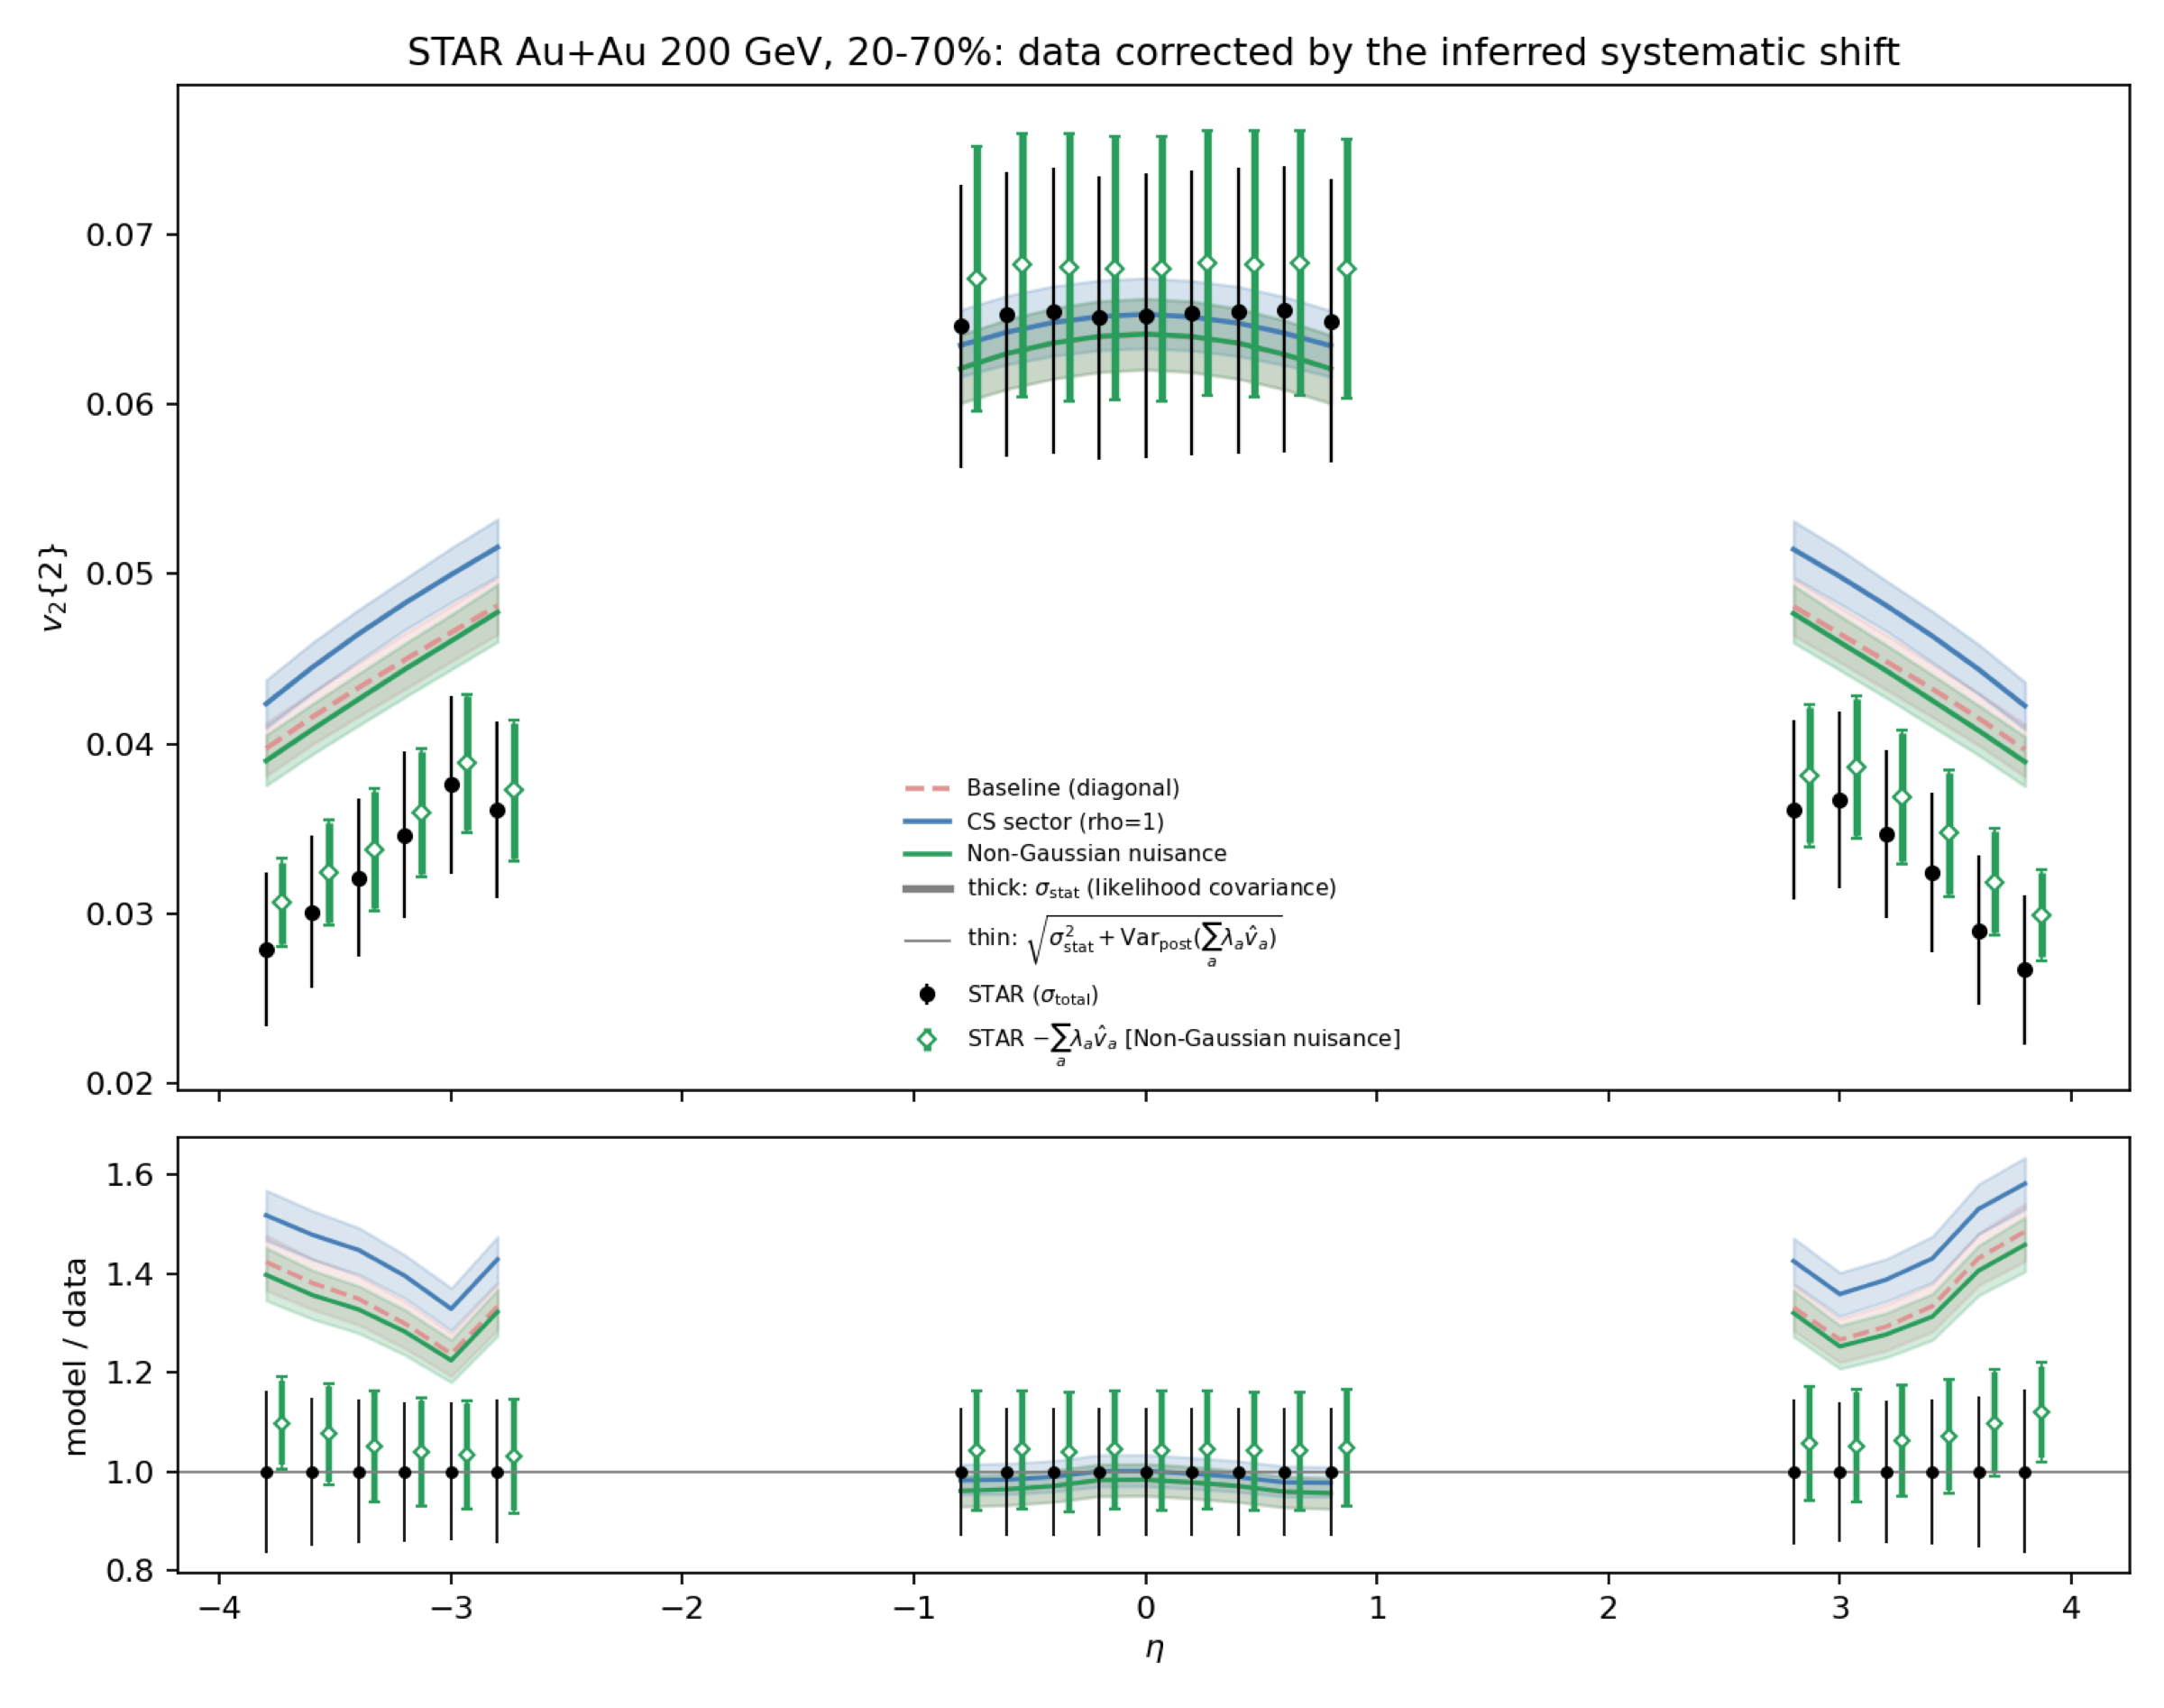 STAR Au+Au 200 GeV, 20-70%: data corrected by the inferred systematic shift
v₂{2}
0.07
0.06
0.05
0.04
0.03
0.02
Baseline (diagonal)
CS sector (rho=1)
Non-Gaussian nuisance
thick: σ_stat (likelihood covariance)
thin: √(σ²_stat + Var_post(∑_a λ_a v̂_a))
STAR (σ_total)
STAR −∑_a λ_a v̂_a [Non-Gaussian nuisance]
model / data
1.6
1.4
1.2
1.0
0.8
−4 −3 −2 −1 0 1 2 3 4
η